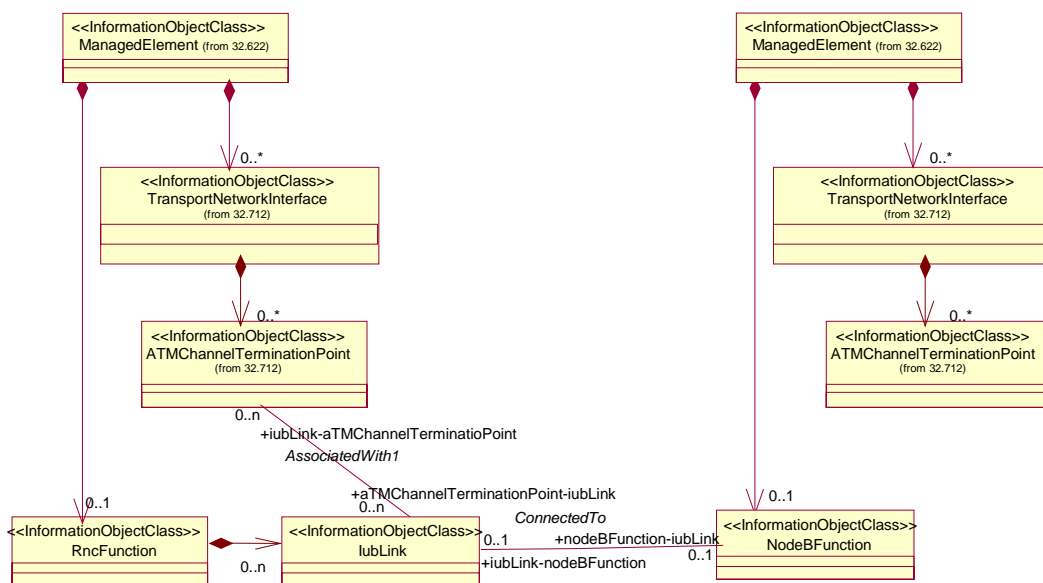 <<InformationObjectClass>>
ManagedElement (from 32.622)
<<InformationObjectClass>>
ManagedElement (from 32.622)
0..*
0..*
<<InformationObjectClass>>
TransportNetworkInterface
(from 32.712)
<<InformationObjectClass>>
TransportNetworkInterface
(from 32.712)
0..*
0..*
<<InformationObjectClass>>
ATMChannelTerminationPoint
(from 32.712)
<<InformationObjectClass>>
ATMChannelTerminationPoint
(from 32.712)
0..n
+iubLink-aTMChannelTerminatioPoint
AssociatedWith1
+aTMChannelTerminationPoint-iubLink
0..n
0..1
0..1
<<InformationObjectClass>>
RncFunction
0..n
<<InformationObjectClass>>
IubLink
ConnectedTo
0..1
+nodeBFunction-iubLink
+iubLink-nodeBFunction
0..1
<<InformationObjectClass>>
NodeBFunction